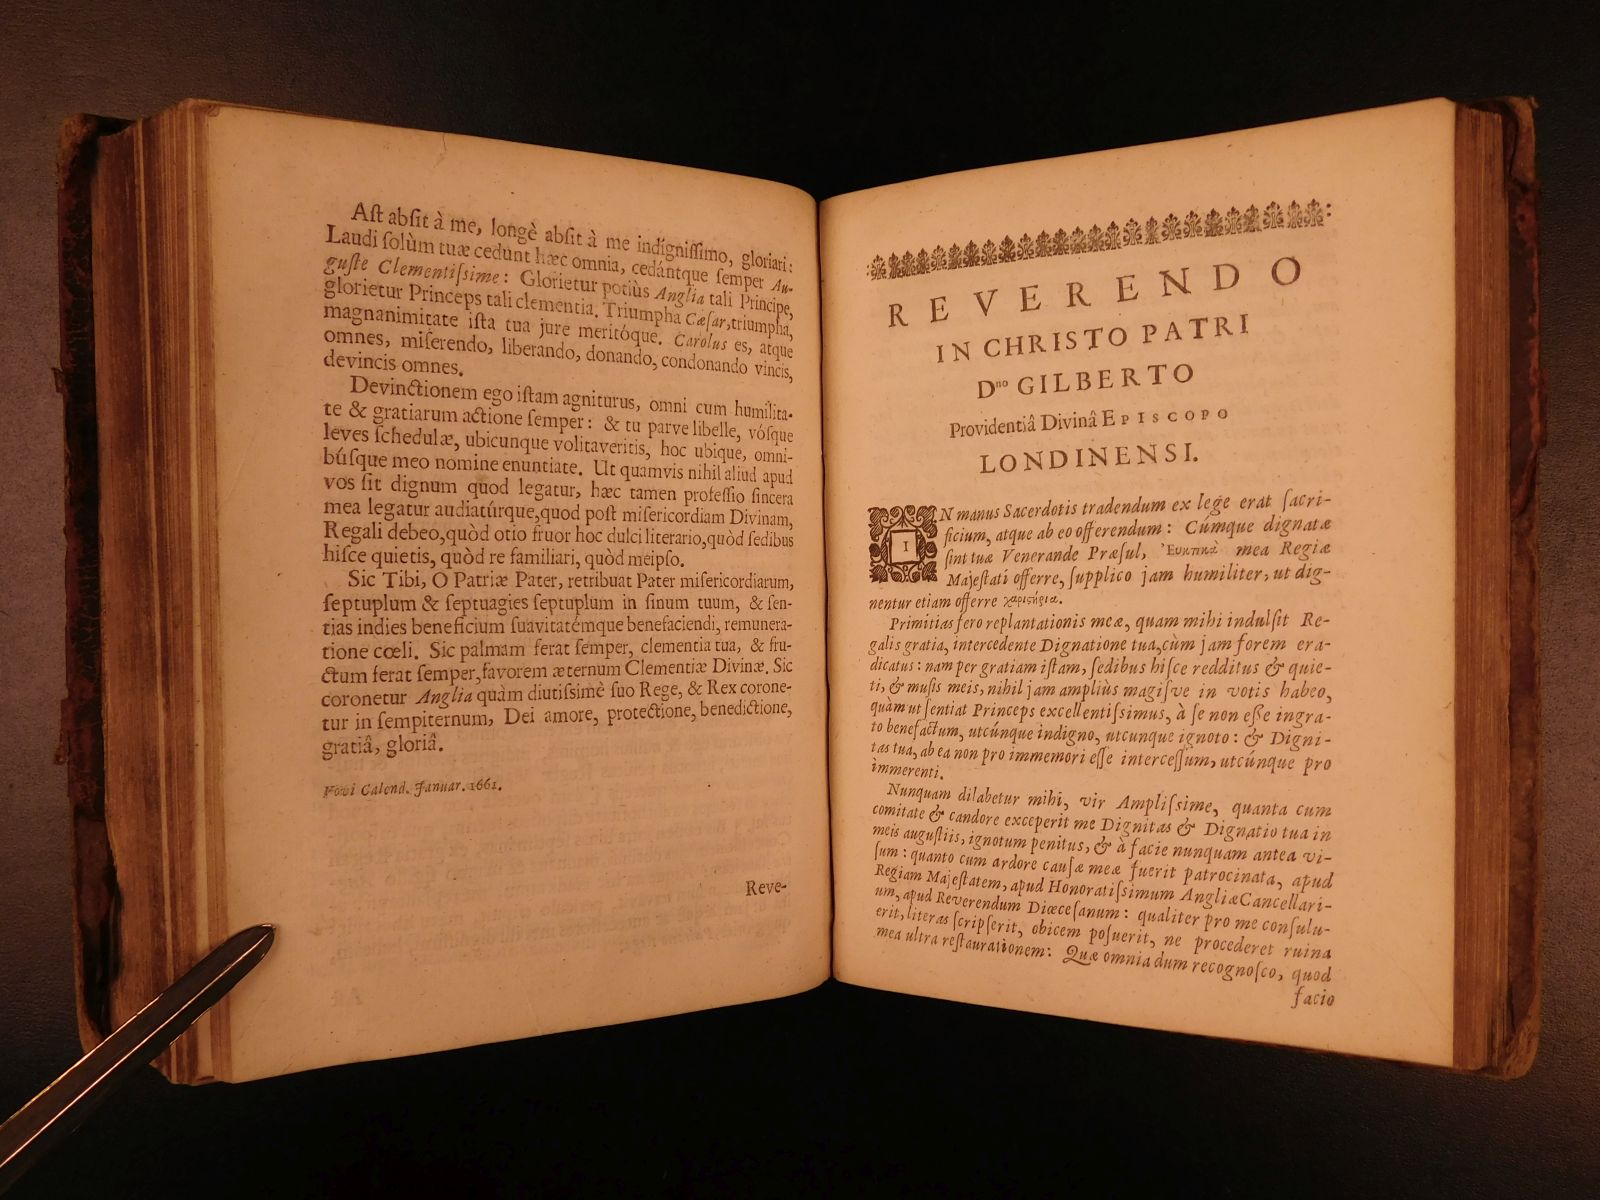 Aſt abſit à me, longè abſit à me indigniſſimo, gloriari:
Laudi ſolùm tuæ cedunt hæc omnia, cedántque ſemper Au-
guſte Clementiſsime: Glorietur potiùs Anglia tali Principe,
glorietur Princeps tali clementia. Triumpha Cæſar, triumpha,
magnanimitate iſta tua jure meritóque. Carolus es, atque
omnes, miſerendo, liberando, donando, condonando vincis,
devincis omnes.
Devinctionem ego iſtam agniturus, omni cum humilita-
te & gratiarum actione ſemper: & tu parve libelle, vóſque
leves ſchedulæ, ubicunque volitaveritis, hoc ubique, omni-
búſque meo nomine enuntiate. Ut quamvis nihil aliud apud
vos ſit dignum quod legatur, hæc tamen profeſſio ſincera
mea legatur audiatúrque, quod poſt miſericordiam Divinam,
Regali debeo, quòd otio fruor hoc dulci literario, quòd ſedibus
hiſce quietis, quòd re familiari, quòd meipſo.
Sic Tibi, O Patriæ Pater, retribuat Pater miſericordiarum,
ſeptuplum & ſeptuagies ſeptuplum in ſinum tuum, & ſen-
tias indies beneficium ſuavitatémque benefaciendi, remunera-
tione cœli. Sic palmam ferat ſemper, clementia tua, & fru-
ctum ferat ſemper, favorem æternum Clementiæ Divinæ. Sic
coronetur Anglia quàm diutiſſimè ſuo Rege, & Rex corone-
tur in ſempiternum, Dei amore, protectione, benedictione,
gratiâ, gloriâ.
Calend. Januar. 1661.
Reve-
REVERENDO
IN CHRISTO PATRI
Dno GILBERTO
Providentiâ Divinâ EPISCOPO
LONDINENSI.
IN manus Sacerdotis tradendum ex lege erat ſacri-
ficium, atque ab eo offerendum: Cúmque dignatæ
ſint tuæ Venerande Præſul, Ἐυκτικὰ mea Regiæ
Majeſtati offerre, ſupplico jam humiliter, ut dig-
nentur etiam offerre χαριστήρια.
Primitias fero replantationis meæ, quam mihi indulſit Re-
galis gratia, intercedente Dignatione tua, cùm jam forem era-
dicatus: nam per gratiam iſtam, ſedibus hiſce redditus & quie-
ti, & muſis meis, nihil jam ampliùs magiſve in votis habeo,
quàm ut ſentiat Princeps excellentiſſimus, à ſe non eſſe ingra-
to benefactum, utcúnque indigno, utcunque ignoto: & Digni-
tas tua, ab ea non pro immemori eſſe interceſſum, utcúnque pro
immerenti.
Nunquam dilabetur mihi, vir Ampliſſime, quanta cum
comitate & candore exceperit me Dignitas & Dignatio tua in
meis auguſtiis, ignotum penitus, & à facie nunquam antea vi-
ſum: quanto cum ardore cauſæ meæ fuerit patrocinata, apud
Regiam Majeſtatem, apud Honoratiſſimum Angliæ Cancellari-
um, apud Reverendum Diœceſanum: qualiter pro me conſulu-
erit, literas ſcripſerit, obicem poſuerit, ne procederet ruina
mea ultra reſtaurationem: Quæ omnia dum recognoſco, quod
facio